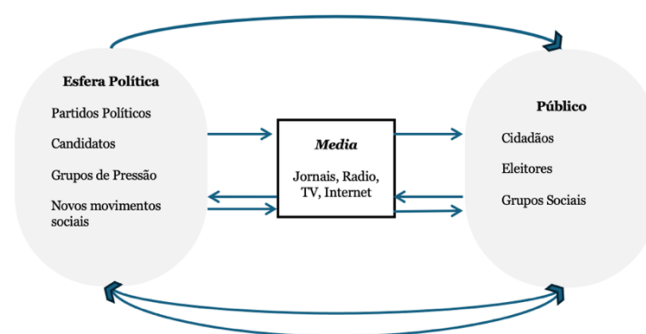 Esfera Política
Partidos Políticos
Candidatos
Grupos de Pressão
Novos movimentos
sociais
Media
Jornais, Radio,
TV, Internet
Público
Cidadãos
Eleitores
Grupos Sociais